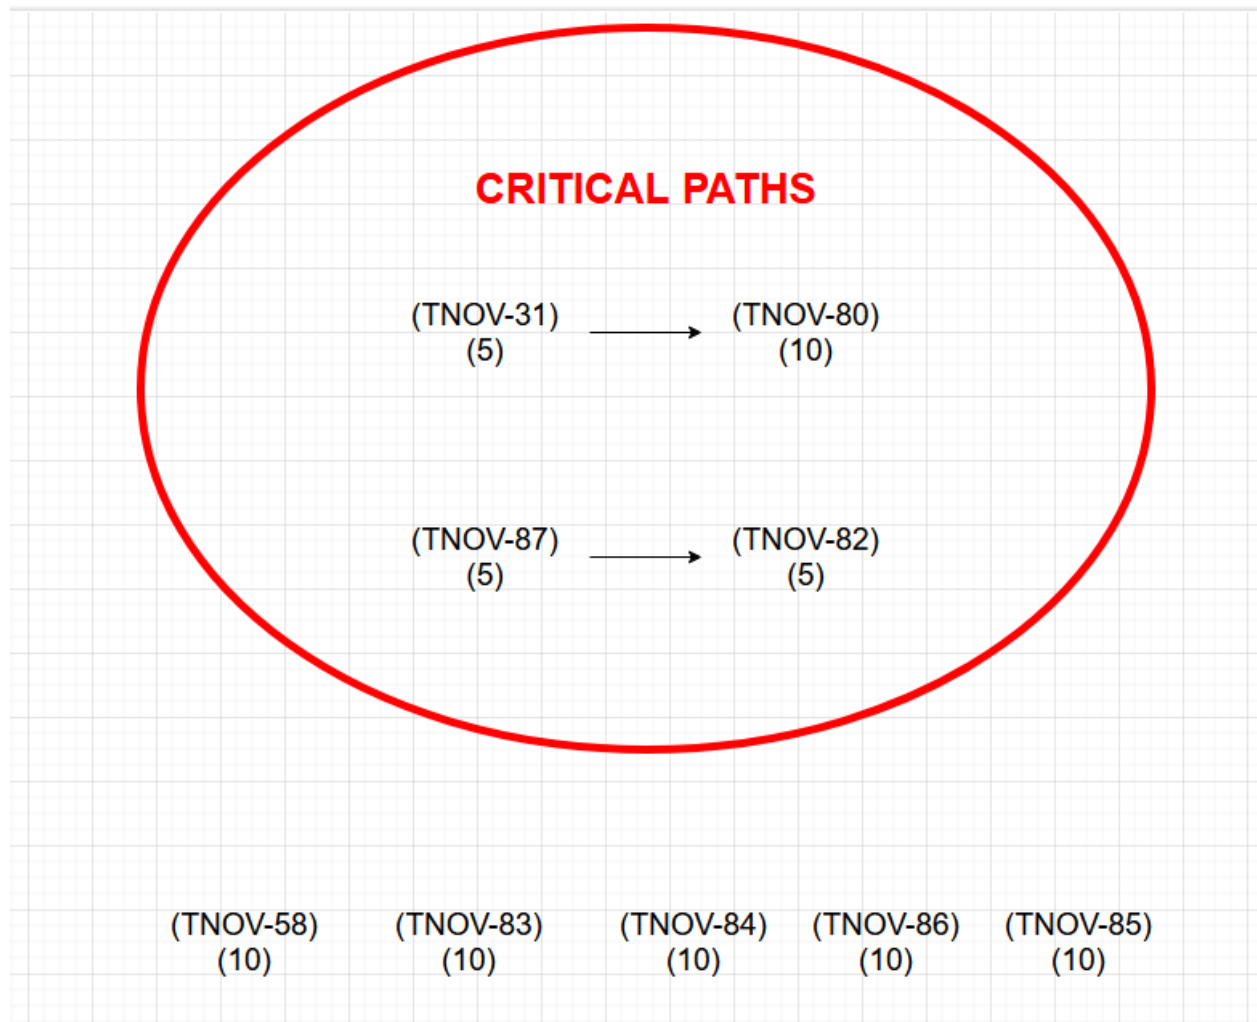 CRITICAL PATHS
(TNOV-31) (TNOV-80)
(5) (10)
(TNOV-87) (TNOV-82)
(5) (5)
(TNOV-58) (TNOV-83) (TNOV-84) (TNOV-86) (TNOV-85)
(10) (10) (10) (10) (10)